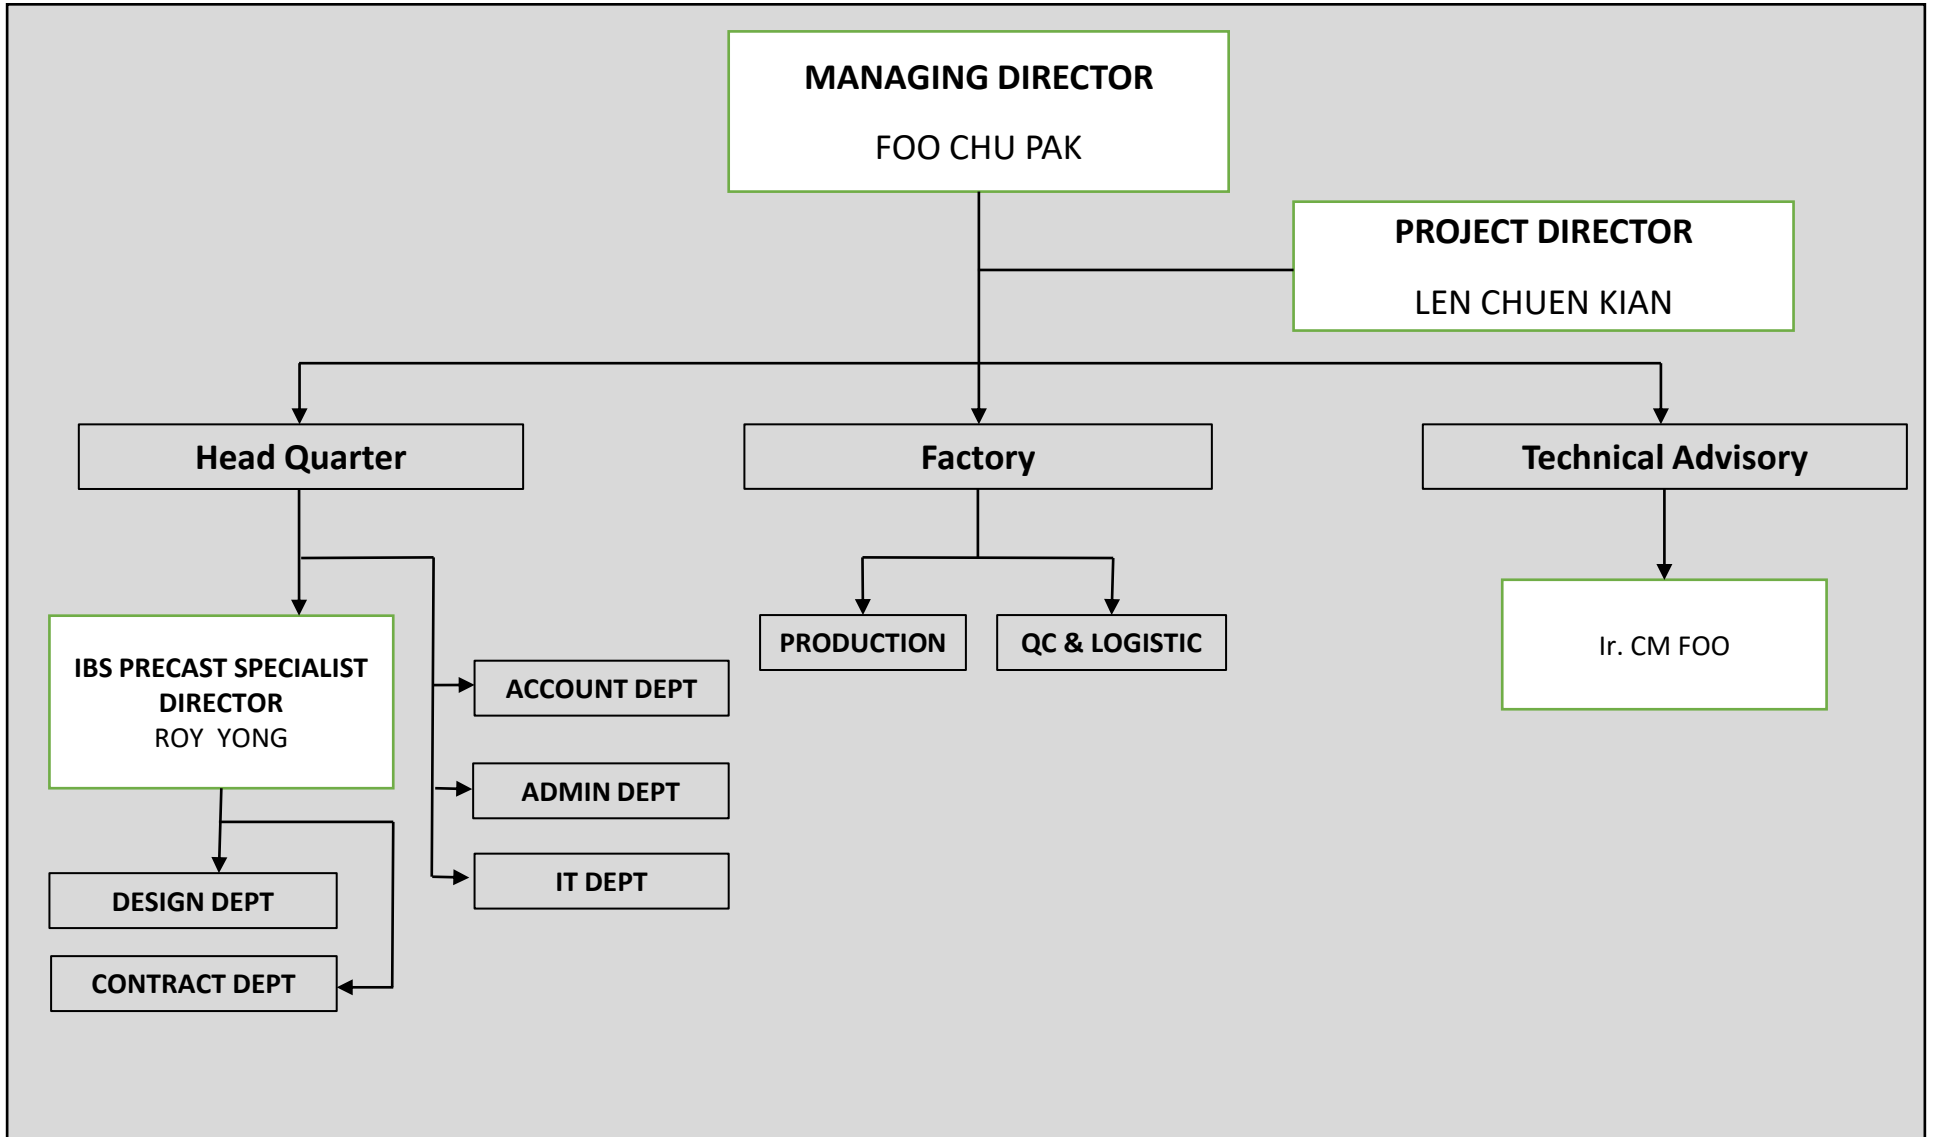 MANAGING DIRECTOR
FOO CHU PAK
PROJECT DIRECTOR
LEN CHUEN KIAN
Head Quarter
Factory
Technical Advisory
IBS PRECAST SPECIALIST
DIRECTOR
ROY YONG
ACCOUNT DEPT
ADMIN DEPT
IT DEPT
DESIGN DEPT
CONTRACT DEPT
PRODUCTION
QC & LOGISTIC
Ir. CM FOO